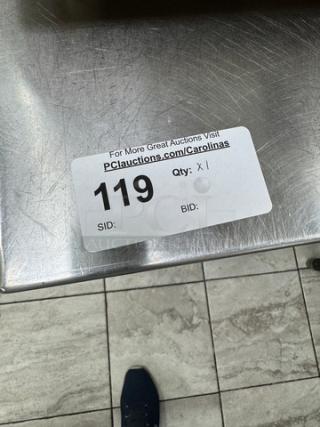 For More Great Auctions Visit
PCIauctions.com/Carolinas
119 Qty: x1
SID: BID: